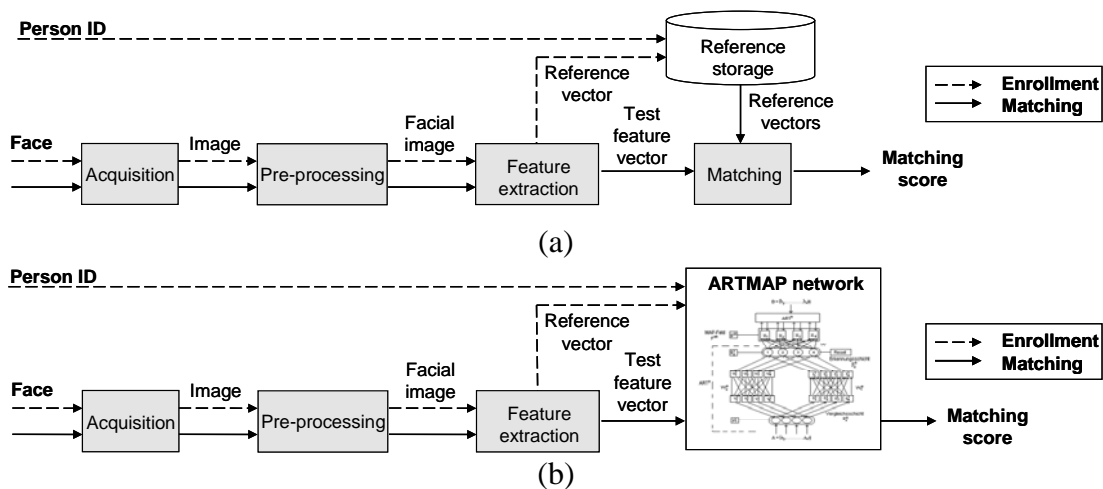 Person ID
Reference
storage
Reference
vector
Enrollment
Matching
Reference
vectors
Test
feature
vector
Facial
image
Face
Image
Acquisition
Pre-processing
Feature
extraction
Matching
Matching
score
(a)
Person ID
ARTMAP network
Reference
vector
Enrollment
Matching
Test
feature
vector
Facial
image
Face
Image
Acquisition
Pre-processing
Feature
extraction
Matching
score
(b)